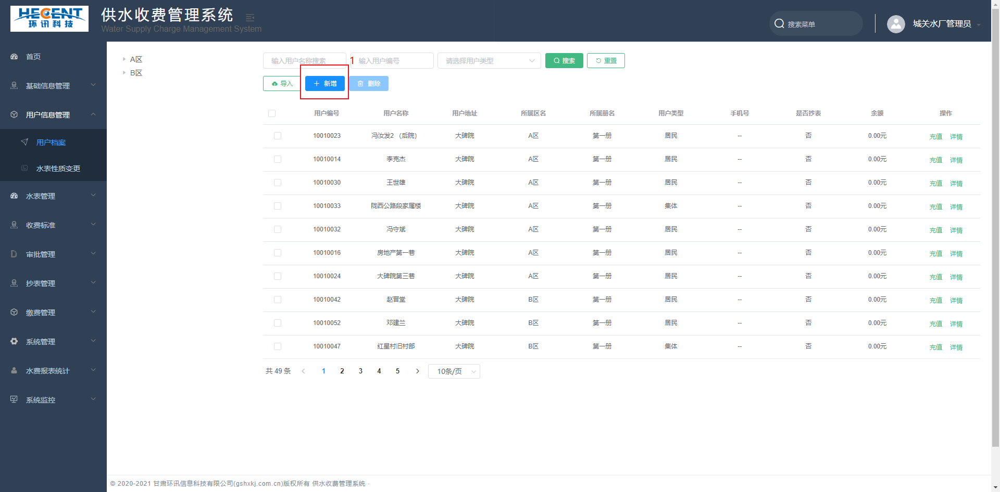 HECENT
环讯科技
供水收费管理系统
Water Supply Charge Management System
搜索菜单
城关水厂管理员
首页
基础信息管理
用户信息管理
用户档案
水表性质变更
水表管理
收费标准
审批管理
抄表管理
缴费管理
系统管理
水费报表统计
系统监控
A区
B区
输入用户名称搜索 1 输入用户编号 请选择用户类型 搜索 重置
导入 新增 删除
用户编号 用户名称 用户地址 所属区名 所属册名 用户类型 手机号 是否抄表 余额 操作
10010023 冯汝发2 （后院） 大碑院 A区 第一册 居民 -- 否 0.00元 充值 详情
10010014 李克杰 大碑院 A区 第一册 居民 -- 否 0.00元 充值 详情
10010030 王世雄 大碑院 A区 第一册 居民 -- 否 0.00元 充值 详情
10010033 陇西公路段家属楼 大碑院 A区 第一册 集体 -- 否 0.00元 充值 详情
10010032 冯守斌 大碑院 A区 第一册 居民 -- 否 0.00元 充值 详情
10010016 房地产第一巷 大碑院 A区 第一册 居民 -- 否 0.00元 充值 详情
10010024 大碑院第三巷 大碑院 A区 第一册 居民 -- 否 0.00元 充值 详情
10010042 赵晋堂 大碑院 B区 第一册 居民 -- 否 0.00元 充值 详情
10010052 邓建兰 大碑院 B区 第一册 居民 -- 否 0.00元 充值 详情
10010047 红星村旧村部 大碑院 B区 第一册 集体 -- 否 0.00元 充值 详情
共 49 条 1 2 3 4 5 10条/页
© 2020-2021 甘肃环讯信息科技有限公司(gshxkj.com.cn)版权所有 供水收费管理系统 ·